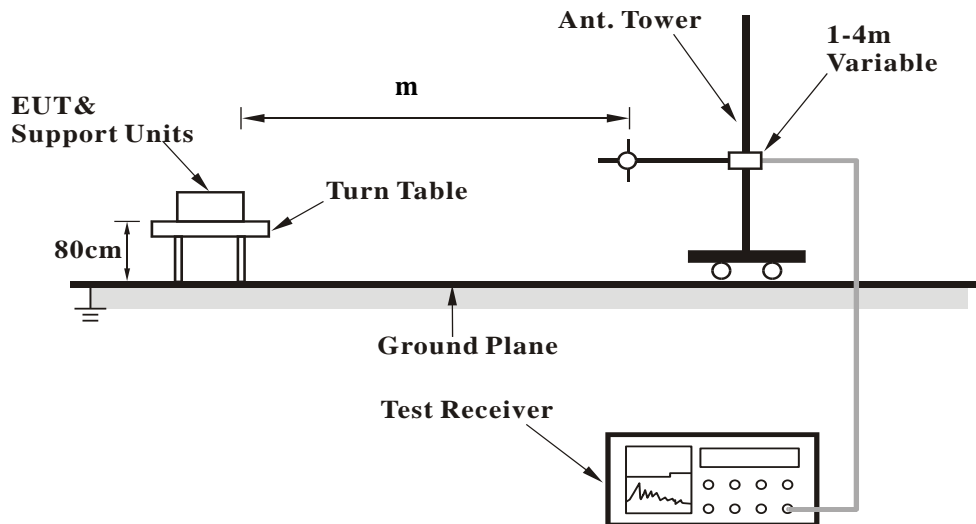 Ant. Tower
1-4m
Variable
m
EUT&
Support Units
Turn Table
80cm
Ground Plane
Test Receiver